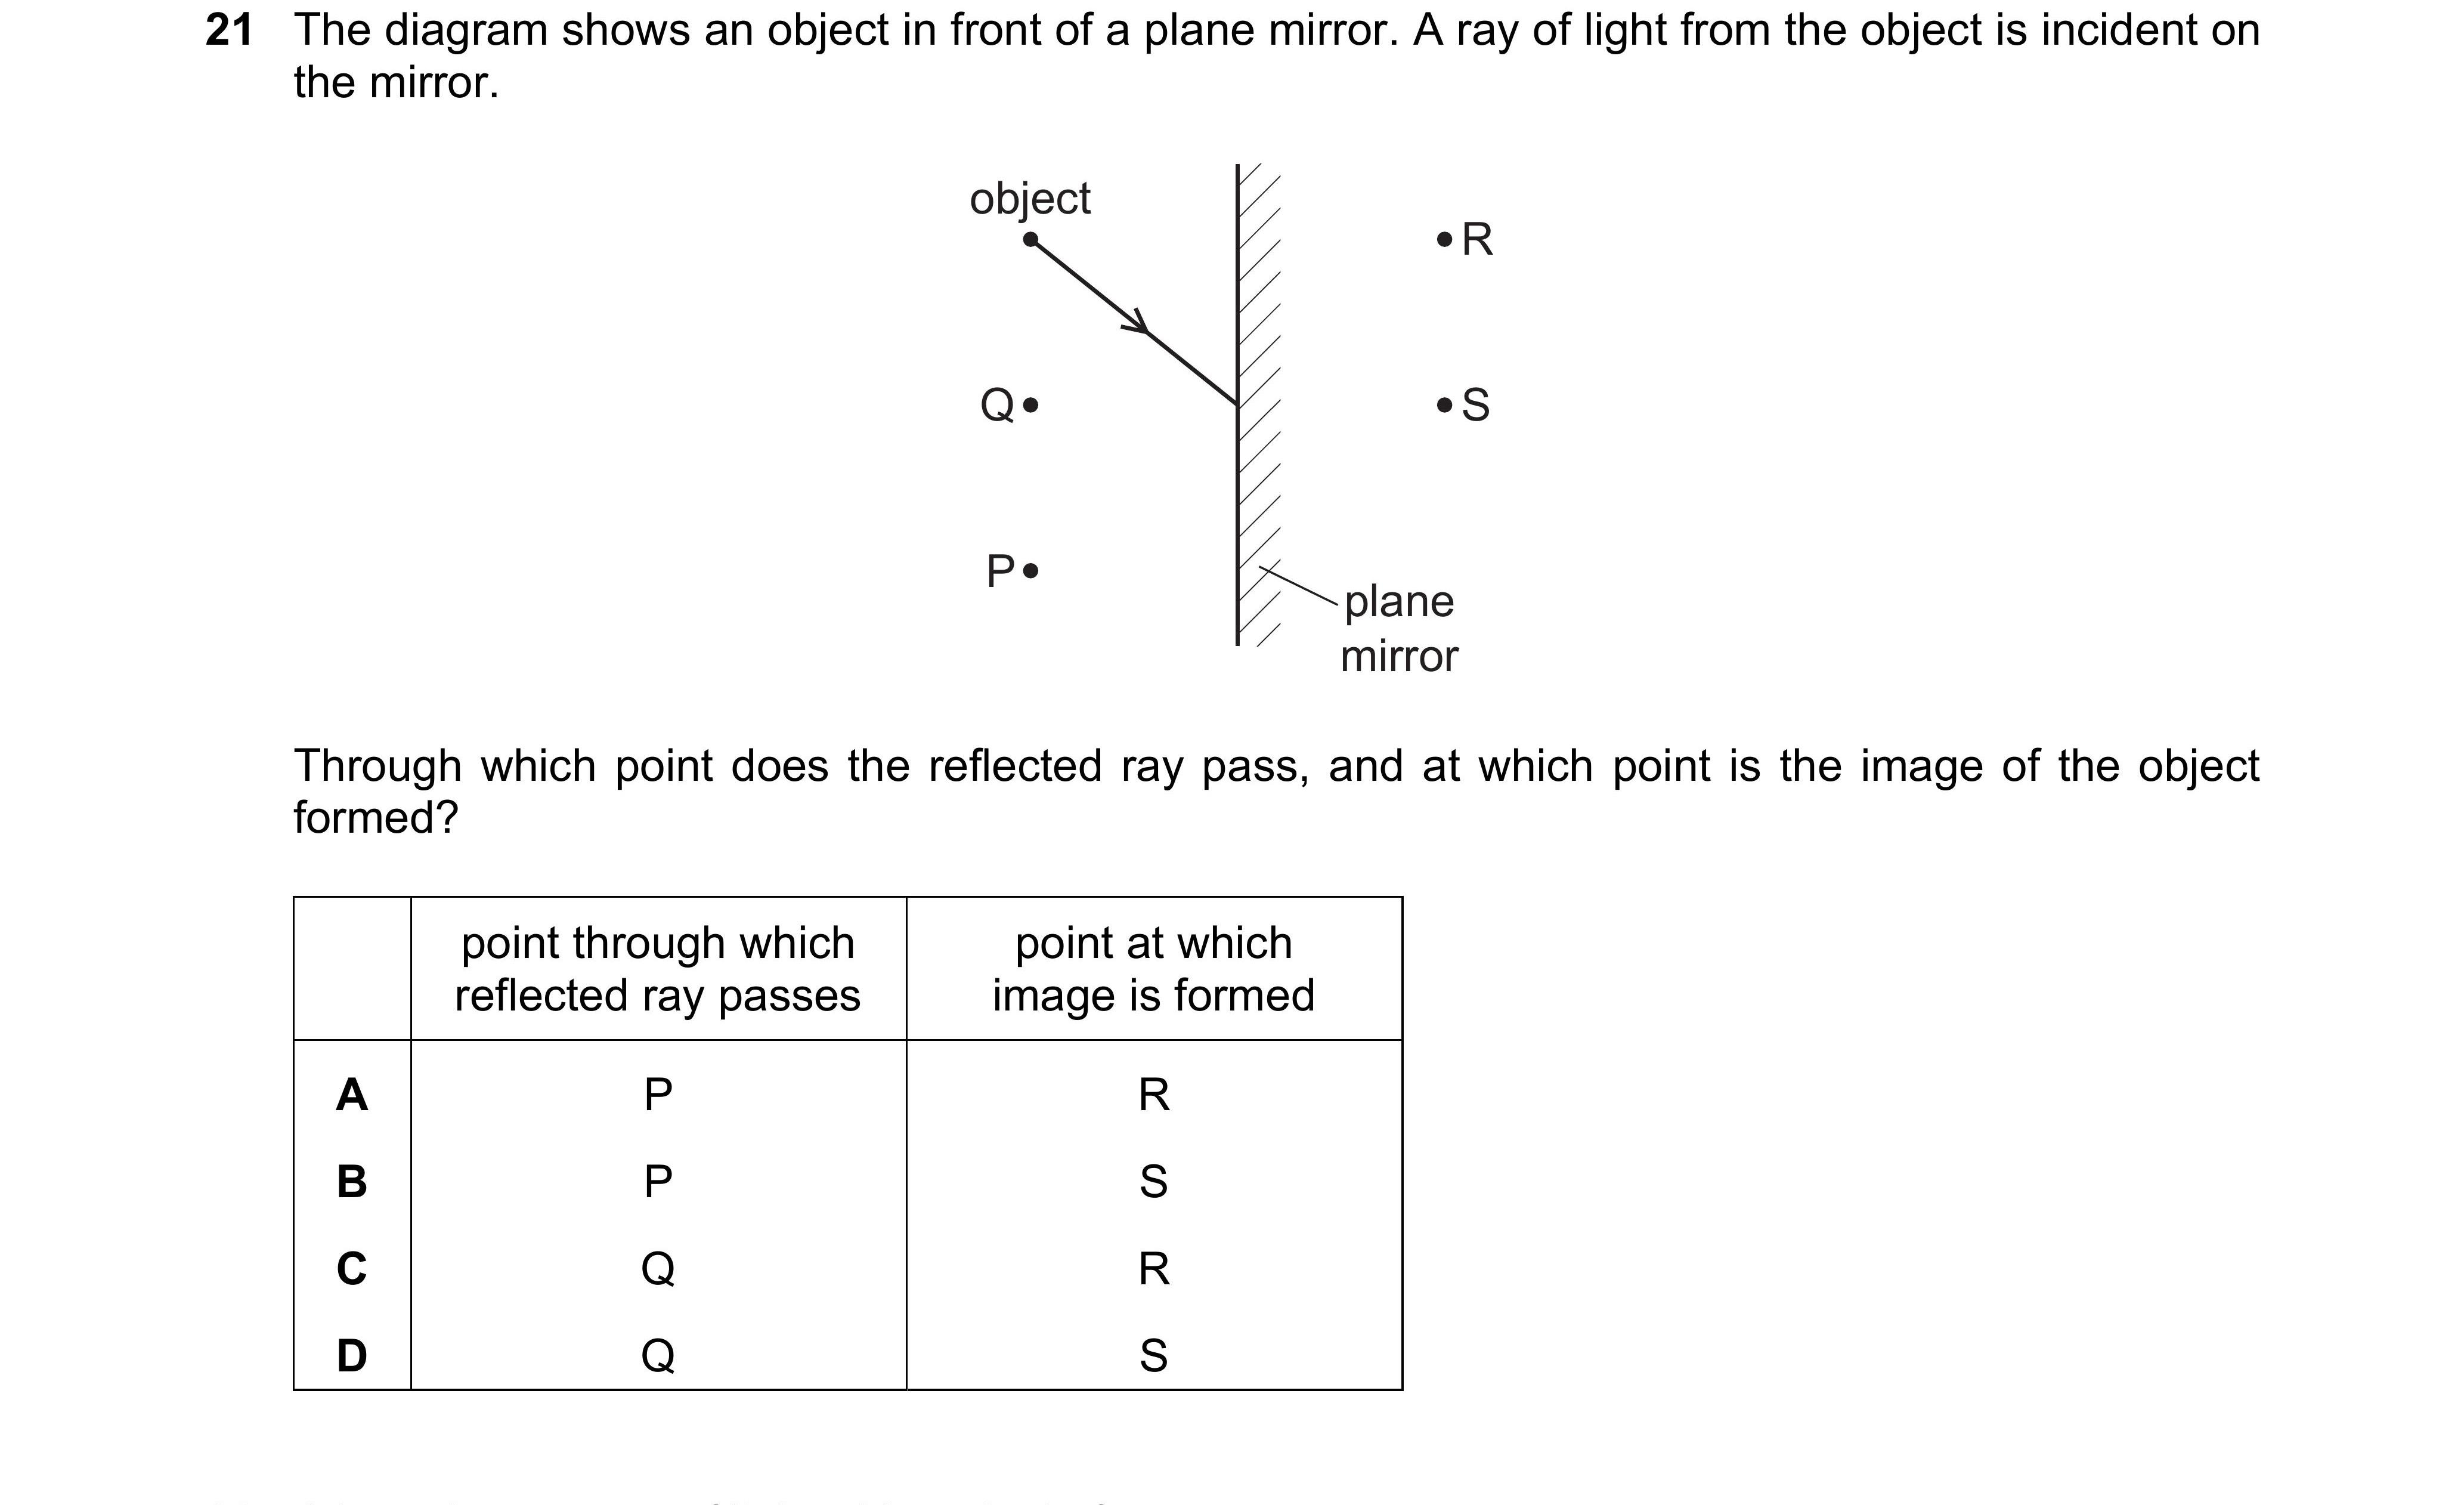 21 The diagram shows an object in front of a plane mirror. A ray of light from the object is incident on
the mirror.
object
R
Q
S
P
plane
mirror
Through which point does the reflected ray pass, and at which point is the image of the object
formed?
point through which
reflected ray passes
point at which
image is formed
A P R
B P S
C Q R
D Q S